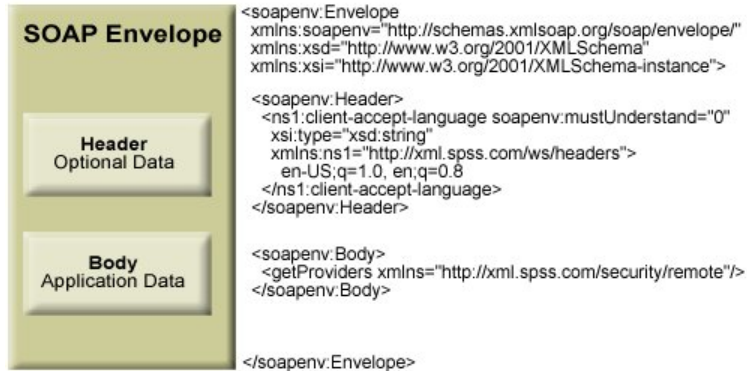 SOAP Envelope
Header
Optional Data
Body
Application Data
<soapenv:Envelope
xmlns:soapenv="http://schemas.xmlsoap.org/soap/envelope/"
xmlns:xsd="http://www.w3.org/2001/XMLSchema"
xmlns:xsi="http://www.w3.org/2001/XMLSchema-instance">
<soapenv:Header>
<ns1:client-accept-language soapenv:mustUnderstand="0"
xsi:type="xsd:string"
xmlns:ns1="http://xml.spss.com/ws/headers">
en-US;q=1.0, en;q=0.8
</ns1:client-accept-language>
</soapenv:Header>
<soapenv:Body>
<getProviders xmlns="http://xml.spss.com/security/remote"/>
</soapenv:Body>
</soapenv:Envelope>